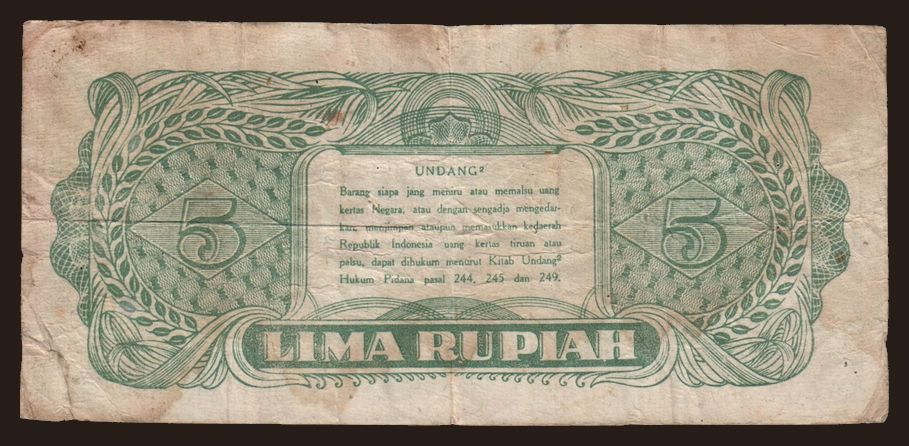 UNDANG²
Barang siapa jang meniru atau memalsu uang
kertas Negara, atau dengan sengadja mengedar-
kan, menjimpan ataupun memasukkan kedaerah
Republik Indonesia uang kertas tiruan atau
palsu, dapat dihukum menurut Kitab Undang²
Hukum Pidana pasal 244, 245 dan 249.
5 5
LIMA RUPIAH